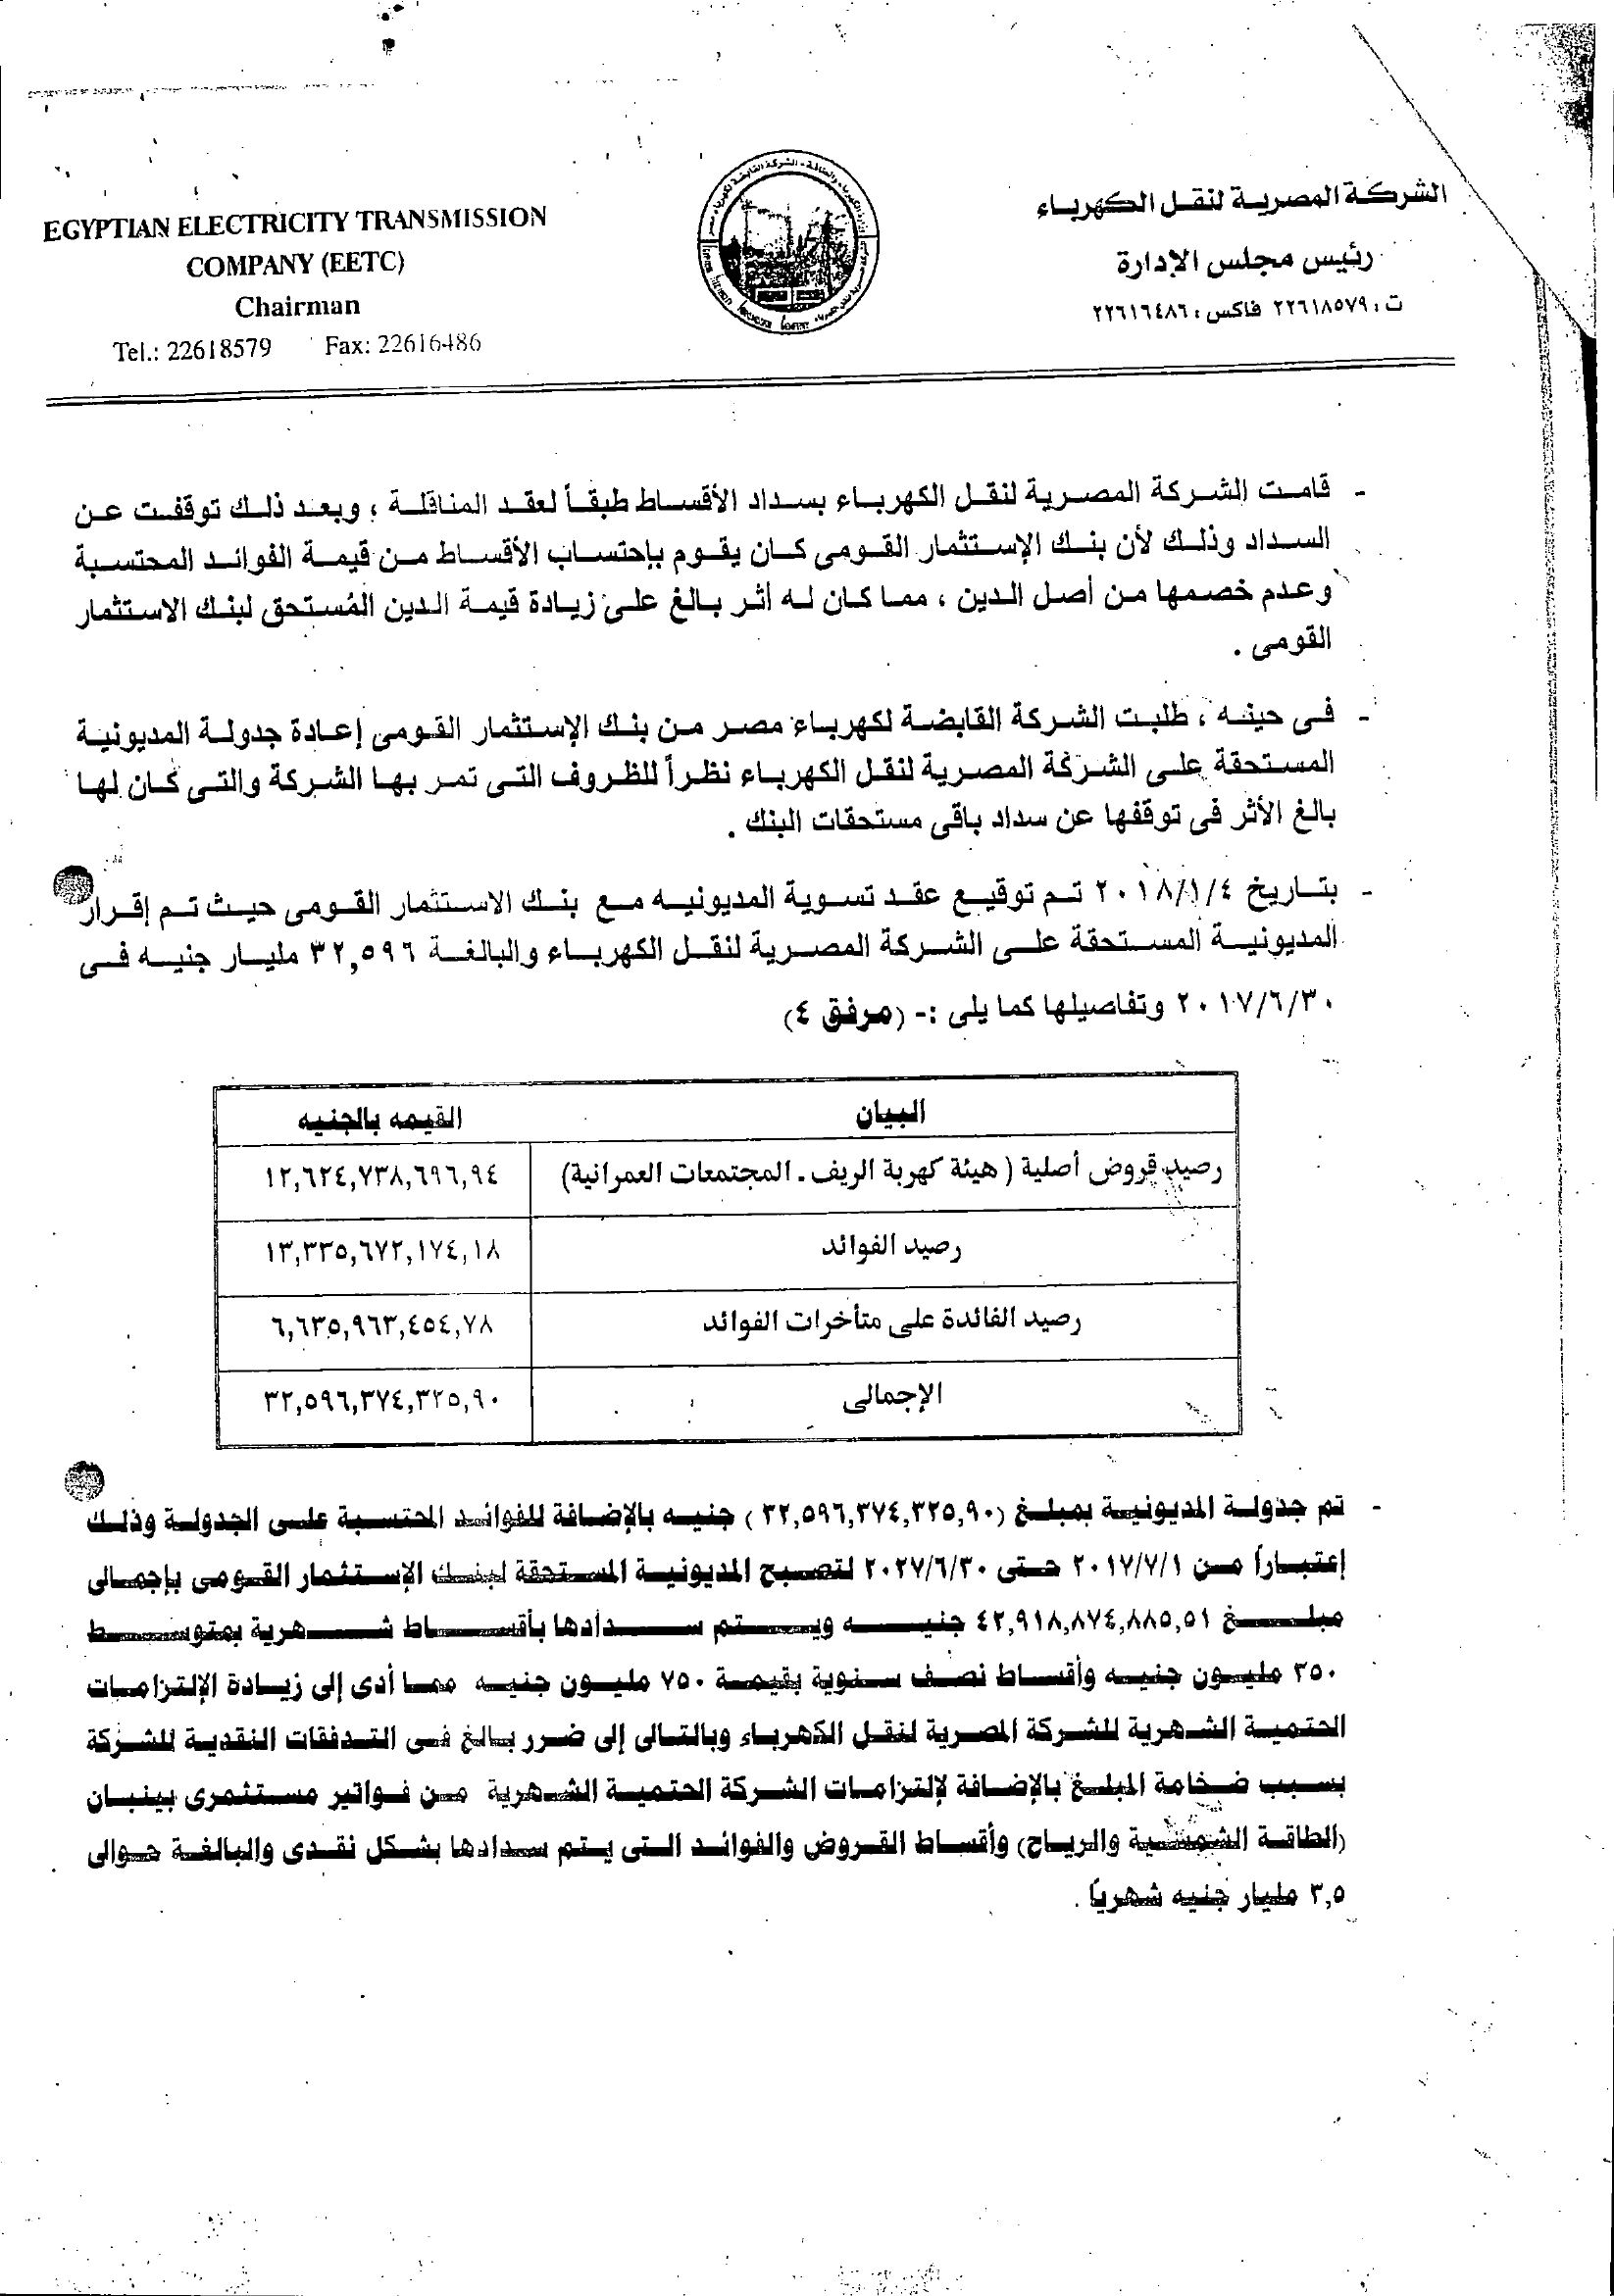 EGYPTIAN ELECTRICITY TRANSMISSION
COMPANY (EETC)
Chairman
Tel.: 22618579 Fax: 22616486
الشركة المصرية لنقل الكهرباء
رئيس مجلس الإدارة
ت : ٢٢٦١٨٥٧٩ فاكس : ٢٢٦١٦٤٨٦
- قامت الشركة المصرية لنقل الكهرباء بسداد الأقساط طبقاً لعقد المناقلة ، وبعد ذلك توقفت عن
السداد وذلك لأن بنك الإستثمار القومى كان يقوم بإحتساب الأقساط من قيمة الفوائد المحتسبة
وعدم خصمها من أصل الدين ، مما كان له أثر بالغ على زيادة قيمة الدين المُستحق لبنك الاستثمار
القومى .
- فى حينه ، طلبت الشركة القابضة لكهرباء مصر من بنك الإستثمار القومى إعادة جدولة المديونية
المستحقة على الشركة المصرية لنقل الكهرباء نظراً للظروف التى تمر بها الشركة والتى كان لها
بالغ الأثر فى توقفها عن سداد باقى مستحقات البنك .
- بتاريخ ٢٠١٨/١/٤ تم توقيع عقد تسوية المديونيه مع بنك الاستثمار القومى حيث تم إقرار
المديونية المستحقة على الشركة المصرية لنقل الكهرباء والبالغة ٣٢,٥٩٦ مليار جنيه فى
٢٠١٧/٦/٣٠ وتفاصيلها كما يلى :- (مرفق ٤)
البيان القيمه بالجنيه
رصيد قروض أصلية ( هيئة كهربة الريف . المجتمعات العمرانية) ١٢,٦٢٤,٧٣٨,٦٩٦,٩٤
رصيد الفوائد ١٣,٣٣٥,٦٧٢,١٧٤,١٨
رصيد الفائدة على متأخرات الفوائد ٦,٦٣٥,٩٦٣,٤٥٤,٧٨
الإجمالى ٣٢,٥٩٦,٣٧٤,٣٢٥,٩٠
- تم جدولة المديونية بمبلغ (٣٢,٥٩٦,٣٧٤,٣٢٥,٩٠) جنيه بالإضافة للفوائد المحتسبة على الجدولة وذلك
إعتباراً من ٢٠١٧/٧/١ حتى ٢٠٢٧/٦/٣٠ لتصبح المديونية المستحقة لبنك الإستثمار القومى بإجمالى
مبلغ ٤٢,٩١٨,٨٧٤,٨٨٥,٥١ جنيه ويتم سدادها بأقساط شهرية بمتوسط
٣٥٠ مليون جنيه وأقساط نصف سنوية بقيمة ٧٥٠ مليون جنيه مما أدى إلى زيادة الإلتزامات
الحتمية الشهرية للشركة المصرية لنقل الكهرباء وبالتالى إلى ضرر بالغ فى التدفقات النقدية للشركة
بسبب ضخامة المبلغ بالإضافة لإلتزامات الشركة الحتمية الشهرية من فواتير مستثمرى بينبان
(الطاقة الشمسية والرياح) وأقساط القروض والفوائد التى يتم سدادها بشكل نقدى والبالغة حوالى
٣,٥ مليار جنيه شهرياً .